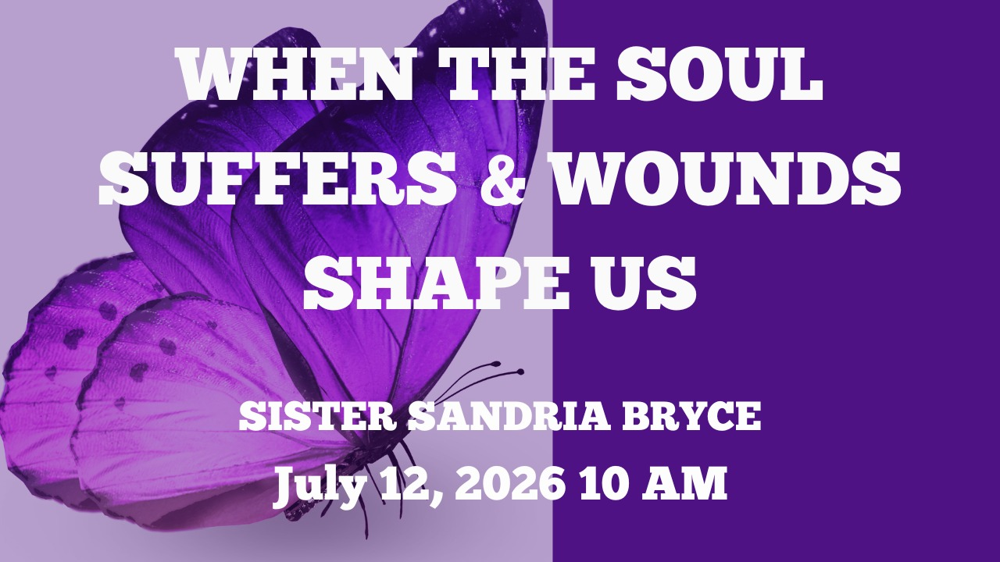 WHEN THE SOUL
SUFFERS & WOUNDS
SHAPE US
SISTER SANDRIA BRYCE
July 12, 2026 10 AM